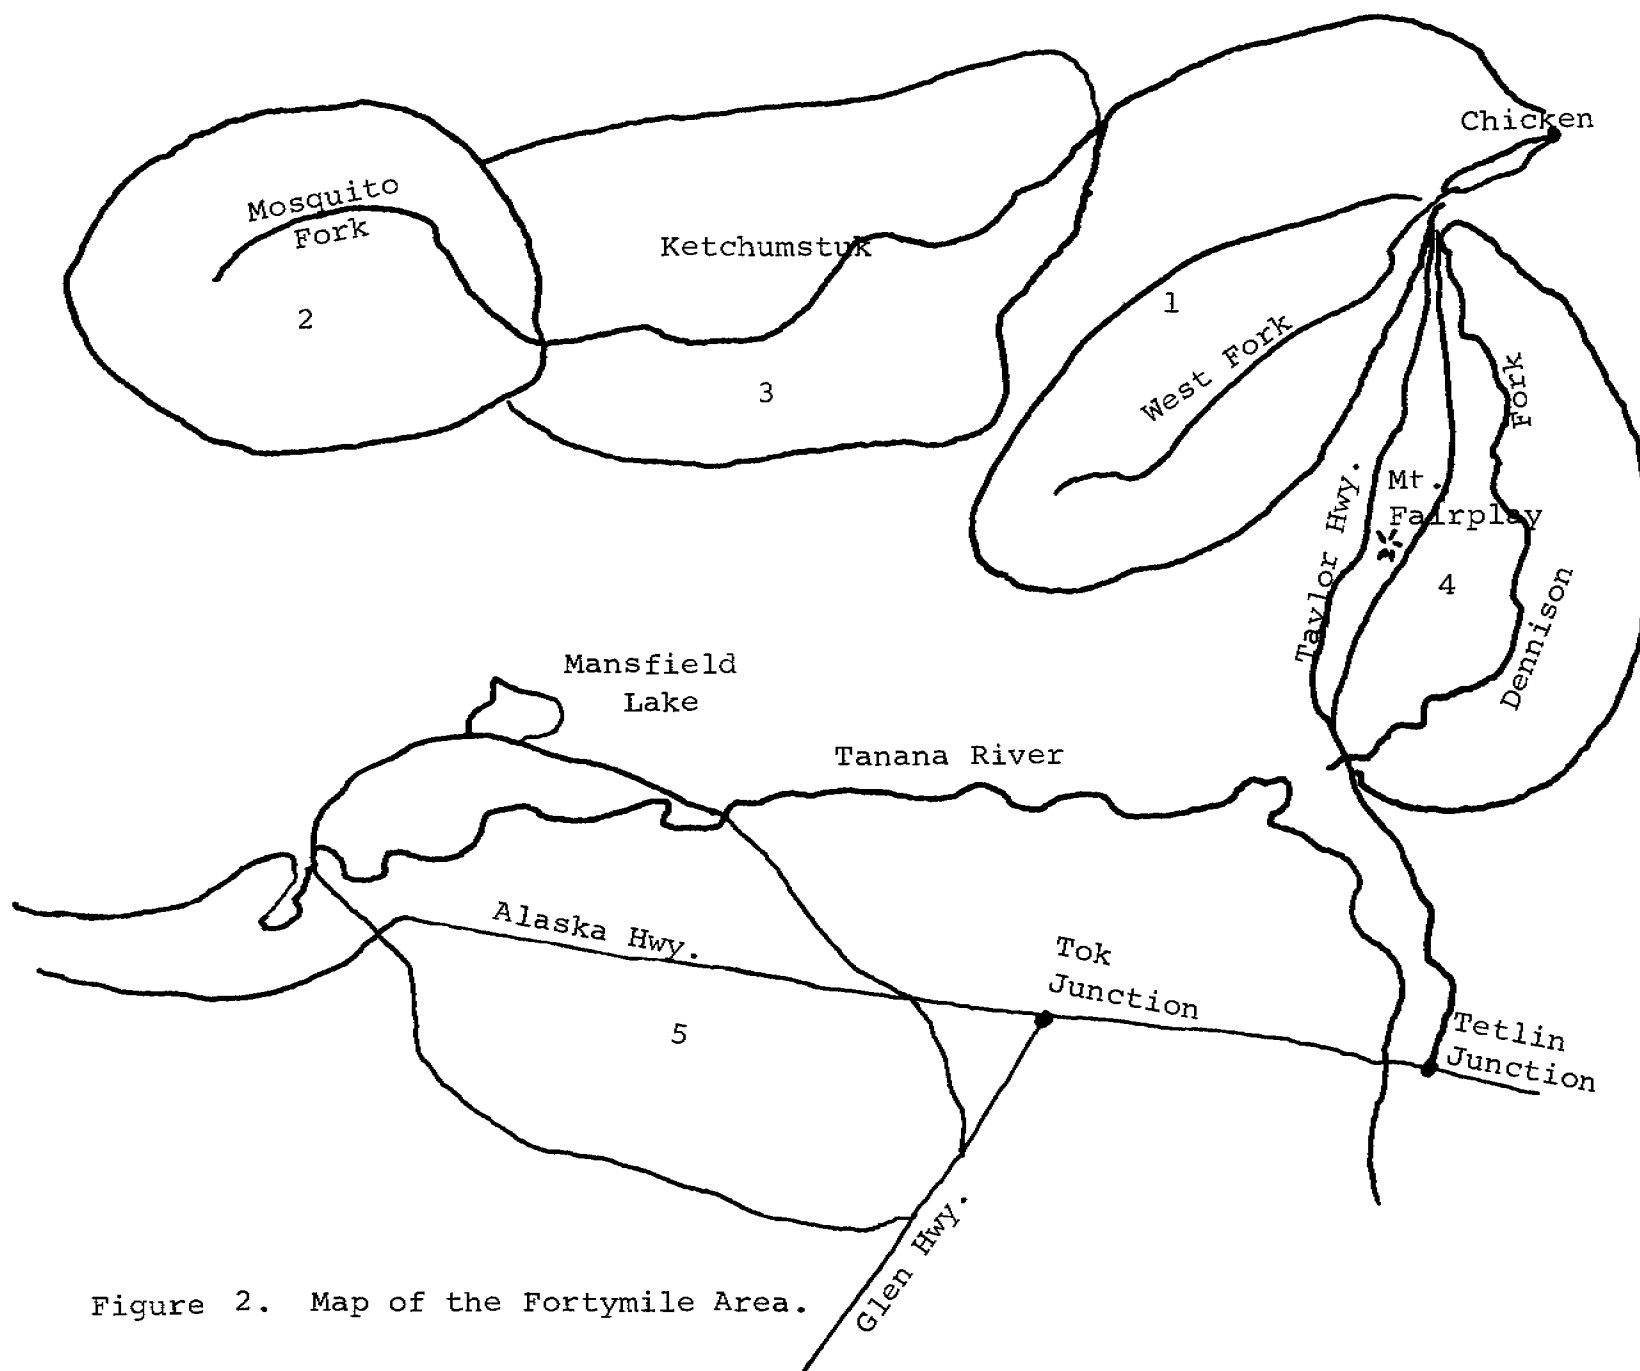 Chicken
Mosquito
Fork
Ketchumstuk
2
1
West Fork
3
Fork
Taylor Hwy.
Mt.
Fairplay
4
Dennison
Mansfield
Lake
Tanana River
Alaska Hwy.
Tok
Junction
5
Tetlin
Junction
Glen Hwy.
Figure 2. Map of the Fortymile Area.